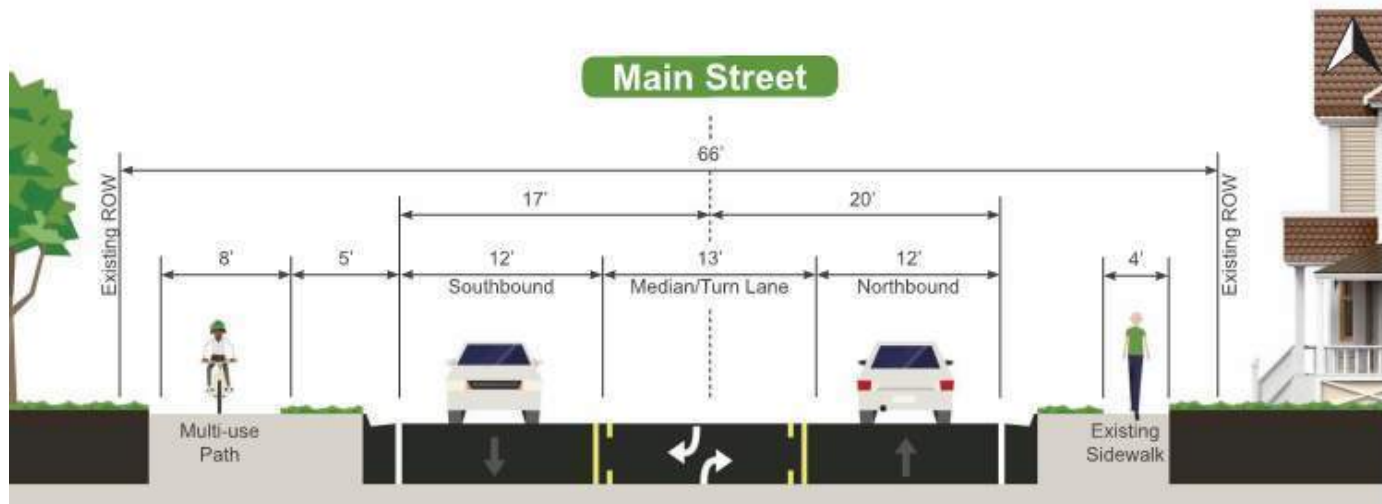 Main Street
66'
17'
20'
Existing ROW
8'
5'
12'
13'
12'
4'
Existing ROW
Southbound
Median/Turn Lane
Northbound
Multi-use
Path
Existing
Sidewalk